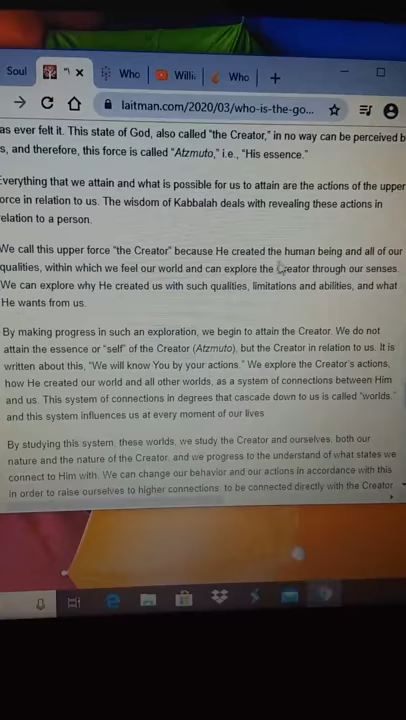 Soul
Who
Willi
Who
laitman.com/2020/03/who-is-the-go...
as ever felt it. This state of God, also called "the Creator," in no way can be perceived b
s, and therefore, this force is called "Atzmuto," i.e., "His essence."
Everything that we attain and what is possible for us to attain are the actions of the upper
orce in relation to us. The wisdom of Kabbalah deals with revealing these actions in
elation to a person.
We call this upper force "the Creator" because He created the human being and all of our
qualities, within which we feel our world and can explore the Creator through our senses.
We can explore why He created us with such qualities, limitations and abilities, and what
He wants from us.
By making progress in such an exploration, we begin to attain the Creator. We do not
attain the essence or "self" of the Creator (Atzmuto), but the Creator in relation to us. It is
written about this, "We will know You by your actions." We explore the Creator's actions,
how He created our world and all other worlds, as a system of connections between Him
and us. This system of connections in degrees that cascade down to us is called "worlds,"
and this system influences us at every moment of our lives
By studying this system, these worlds, we study the Creator and ourselves, both our
nature and the nature of the Creator, and we progress to the understand of what states we
connect to Him with. We can change our behavior and our actions in accordance with this
in order to raise ourselves to higher connections, to be connected directly with the Creator